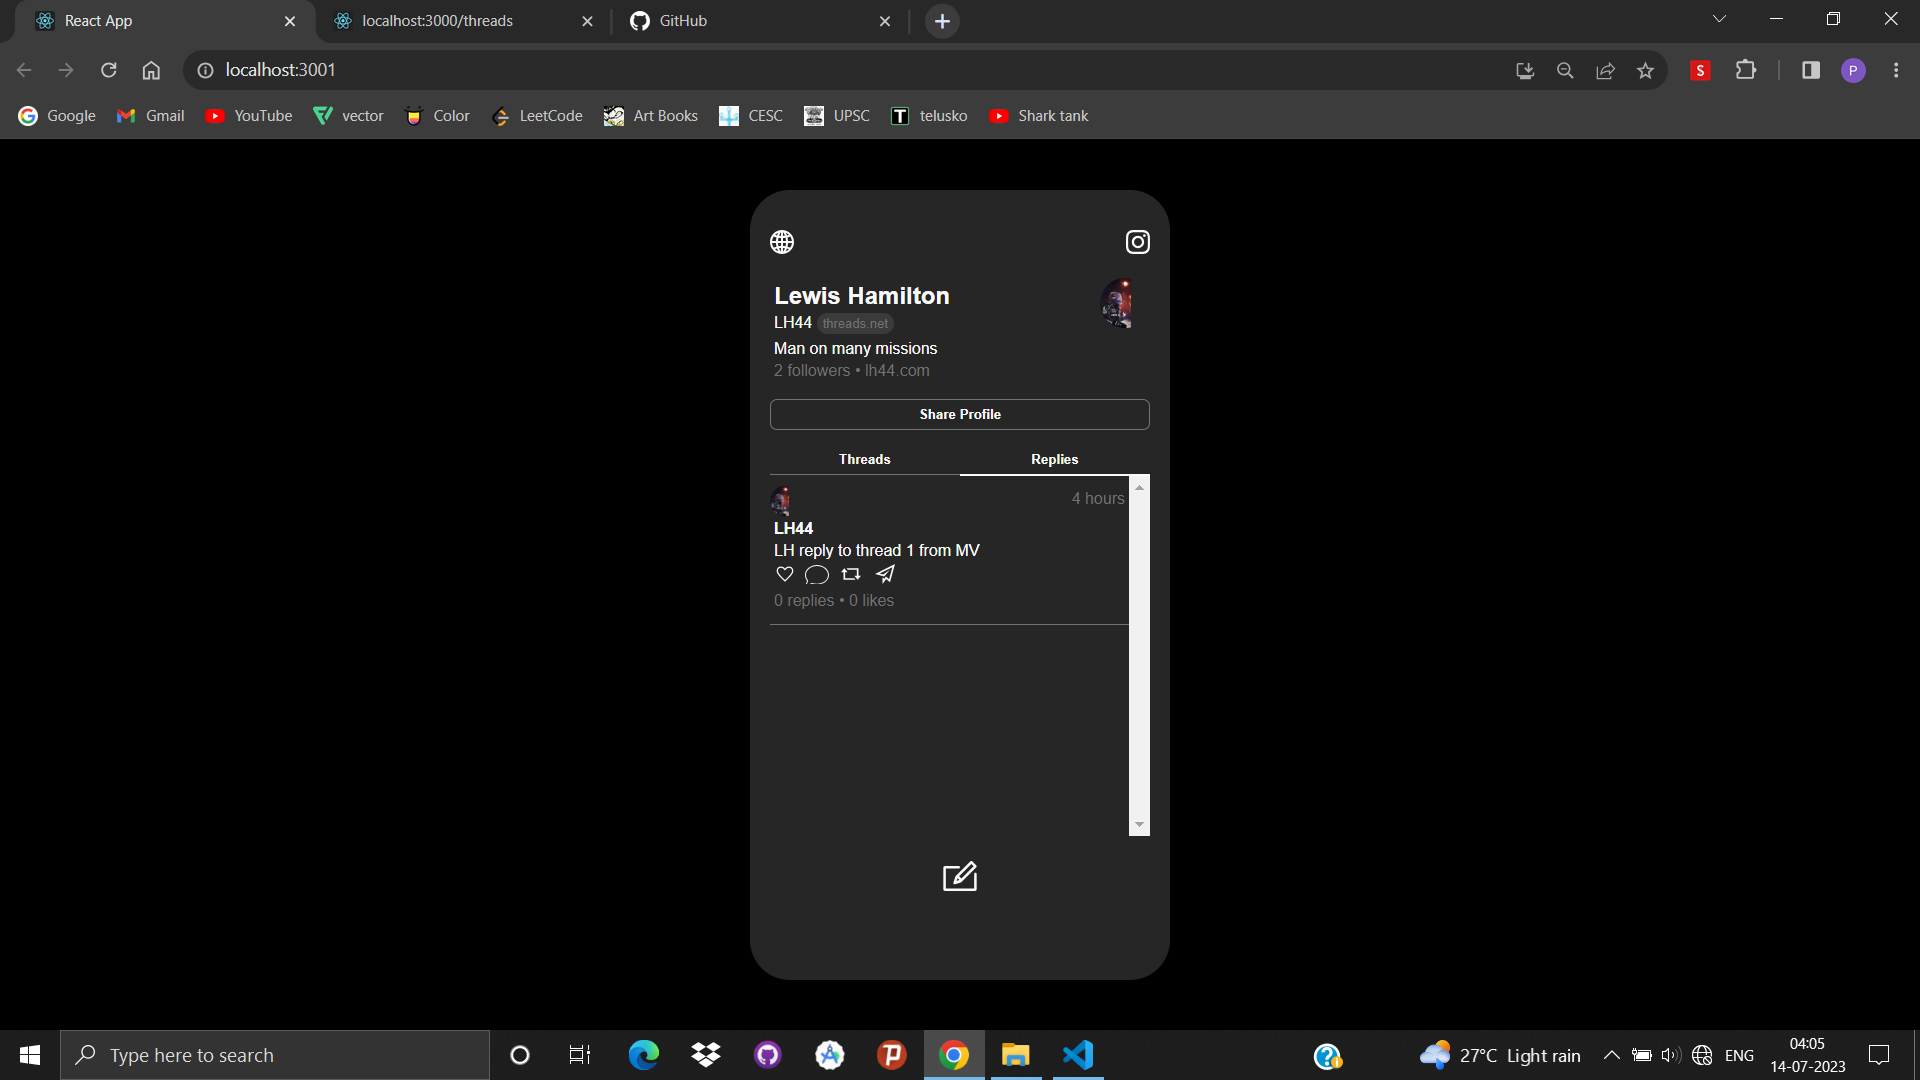 React App
localhost:3000/threads
GitHub
localhost:3001
S
P
Google
Gmail
YouTube
vector
Color
LeetCode
Art Books
CESC
UPSC
T
telusko
Shark tank
Lewis Hamilton
LH44 threads.net
Man on many missions
2 followers • lh44.com
Share Profile
Threads Replies
4 hours
LH44
LH reply to thread 1 from MV
0 replies • 0 likes
Type here to search
27°C Light rain
ENG
04:05
14-07-2023